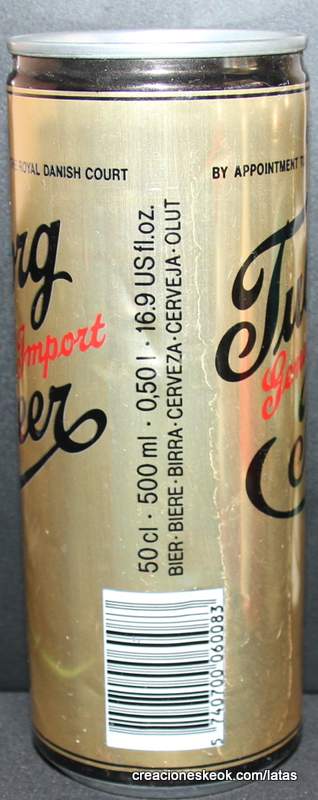 ROYAL DANISH COURT
BY APPOINTMENT
rg
Import
eer
50 cl · 500 ml · 0,50 l · 16.9 US fl.oz.
BIER · BIERE · BIRRA · CERVEZA · CERVEJA · OLUT
Tu
5 740700 060083
creacioneskeok.com/latas